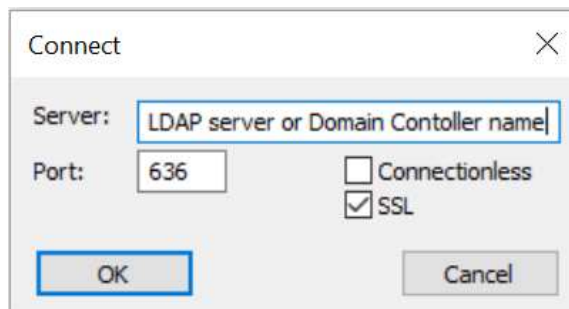 Connect
Server: LDAP server or Domain Contoller name
Port: 636 Connectionless
SSL
OK Cancel